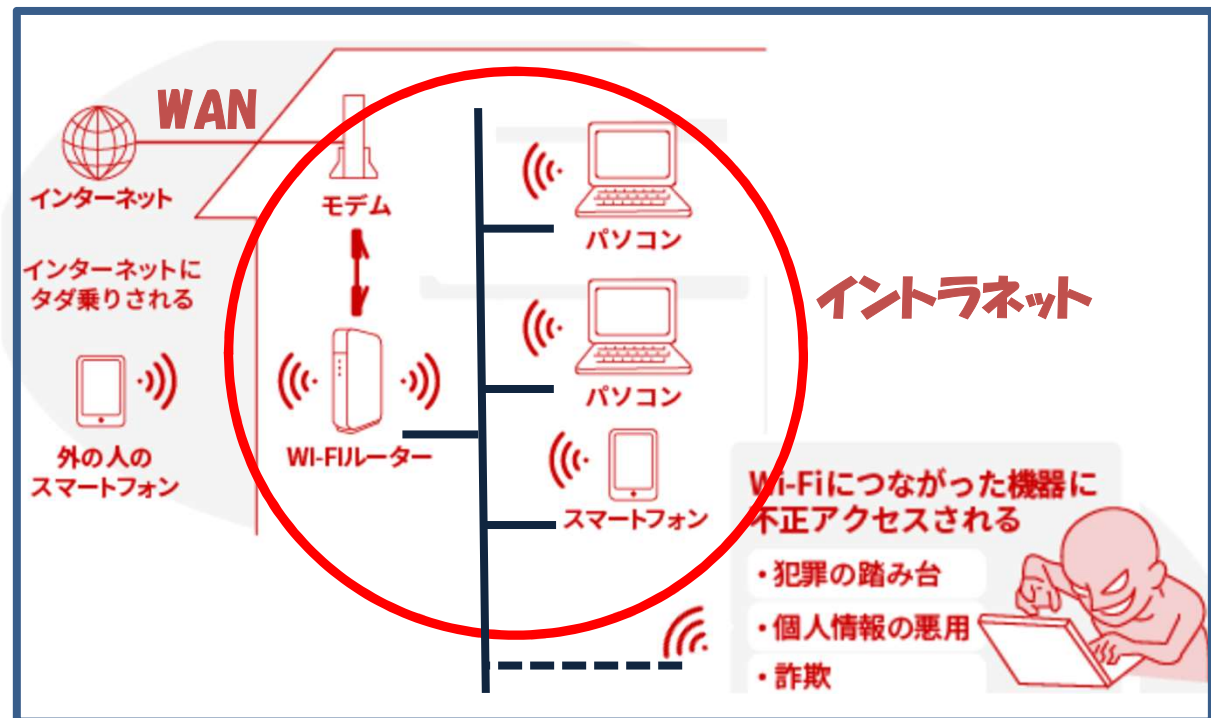 WAN
インターネット
モデム
パソコン
インターネットに
タダ乗りされる
イントラネット
パソコン
外の人の
スマートフォン
WI-FIルーター
スマートフォン
Wi-Fiにつながった機器に
不正アクセスされる
・犯罪の踏み台
・個人情報の悪用
・詐欺